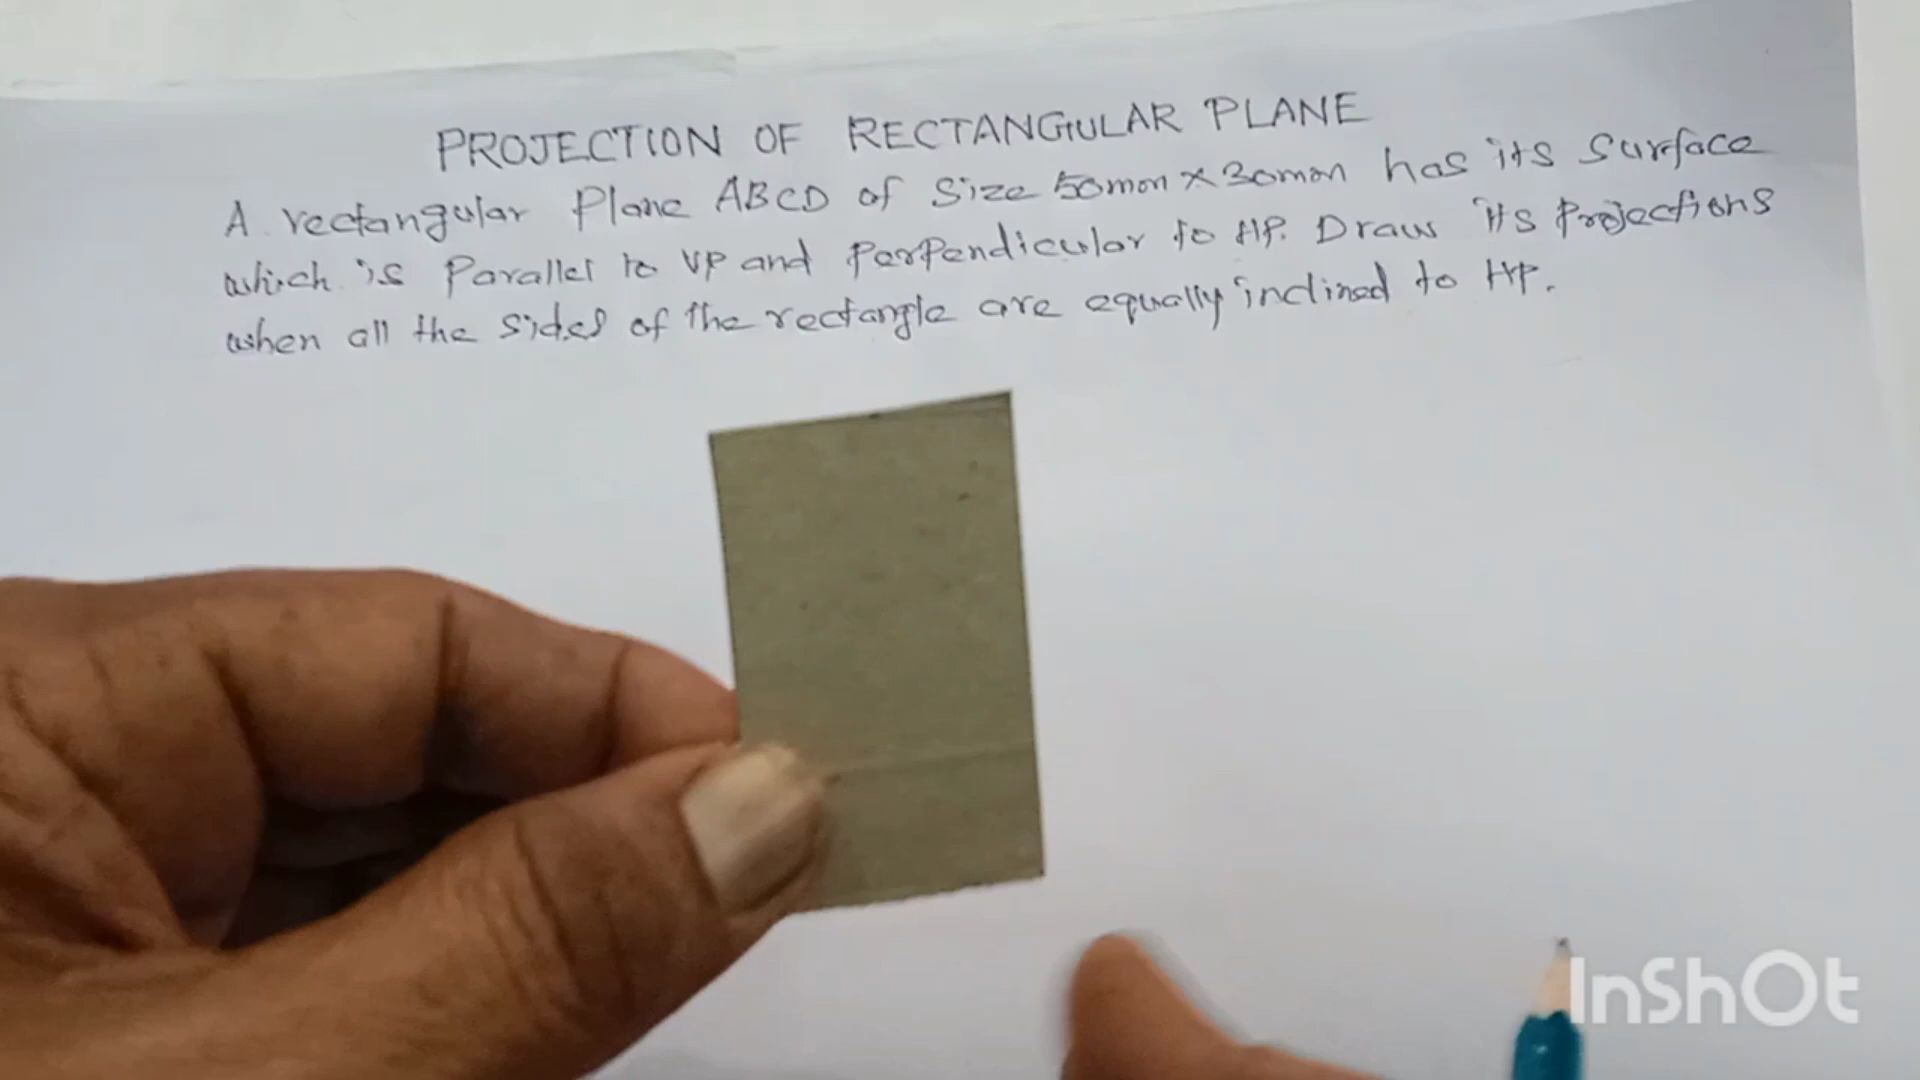 PROJECTION OF RECTANGULAR PLANE
A rectangular Plane ABCD of Size 50mm × 30mm has its Surface
which is Parallel to VP and Perpendicular to HP. Draw its Projections
when all the sides of the rectangle are equally inclined to HP.
InShOt